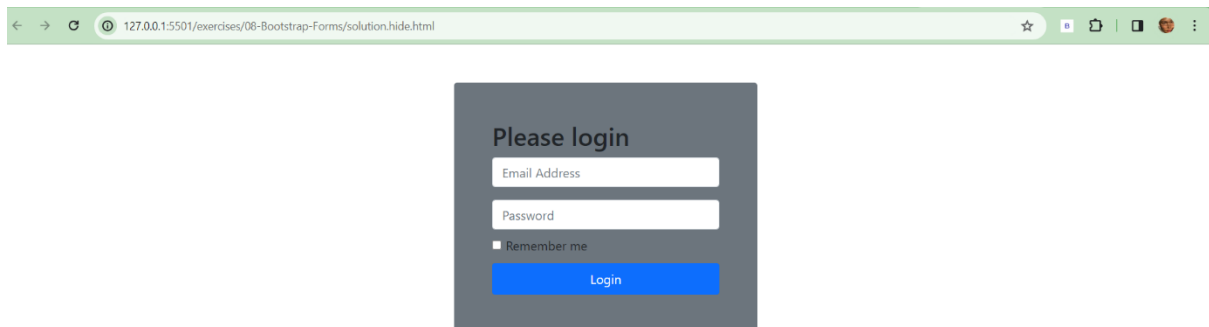 127.0.0.1:5501/exercises/08-Bootstrap-Forms/solution.hide.html
B
Please login
Email Address
Password
Remember me
Login